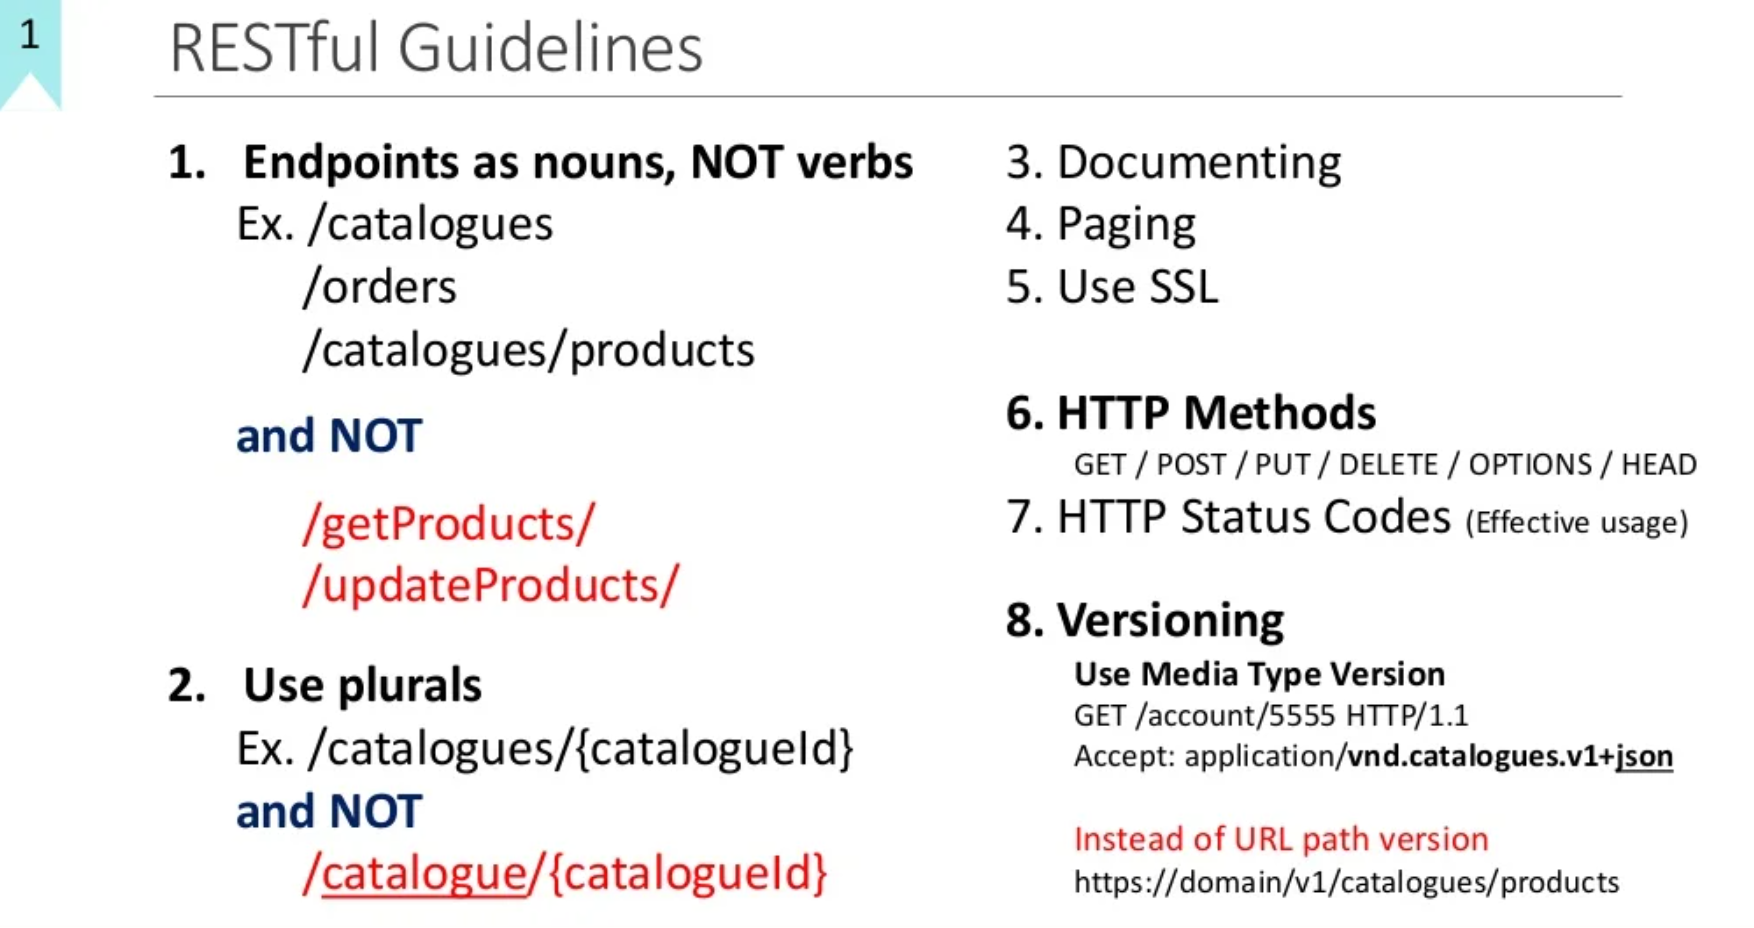 1
RESTful Guidelines
1. Endpoints as nouns, NOT verbs
Ex. /catalogues
/orders
/catalogues/products
and NOT
/getProducts/
/updateProducts/
2. Use plurals
Ex. /catalogues/{catalogueId}
and NOT
/catalogue/{catalogueId}
3. Documenting
4. Paging
5. Use SSL
6. HTTP Methods
GET / POST / PUT / DELETE / OPTIONS / HEAD
7. HTTP Status Codes (Effective usage)
8. Versioning
Use Media Type Version
GET /account/5555 HTTP/1.1
Accept: application/vnd.catalogues.v1+json
Instead of URL path version
https://domain/v1/catalogues/products